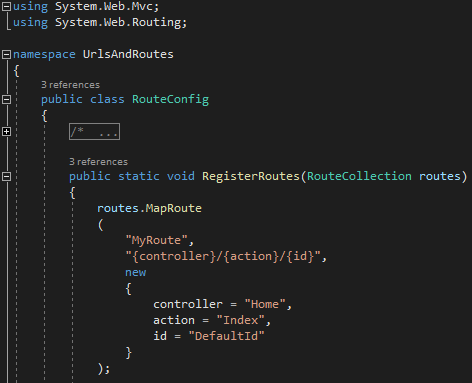 using System.Web.Mvc;
using System.Web.Routing;
namespace UrlsAndRoutes
{
3 references
public class RouteConfig
{
/* ...
3 references
public static void RegisterRoutes(RouteCollection routes)
{
routes.MapRoute
(
"MyRoute",
"{controller}/{action}/{id}",
new
{
controller = "Home",
action = "Index",
id = "DefaultId"
}
);